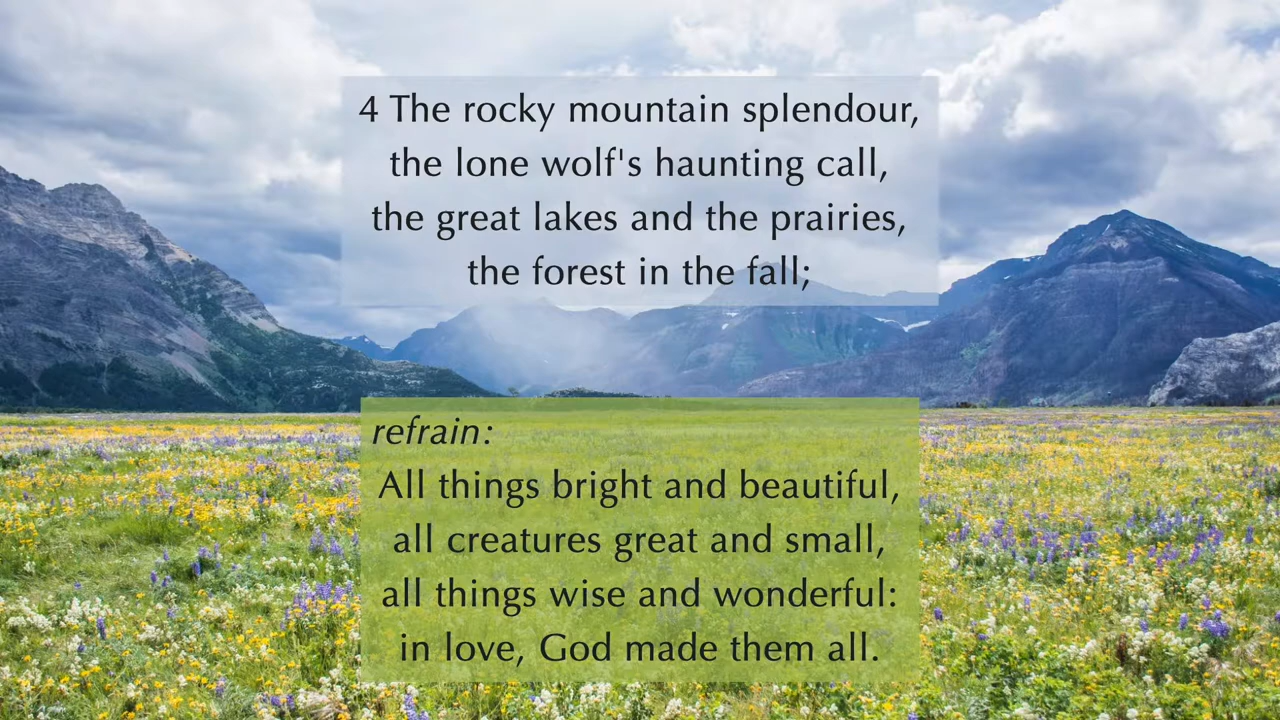 4 The rocky mountain splendour,
the lone wolf's haunting call,
the great lakes and the prairies,
the forest in the fall;
refrain:
All things bright and beautiful,
all creatures great and small,
all things wise and wonderful:
in love, God made them all.